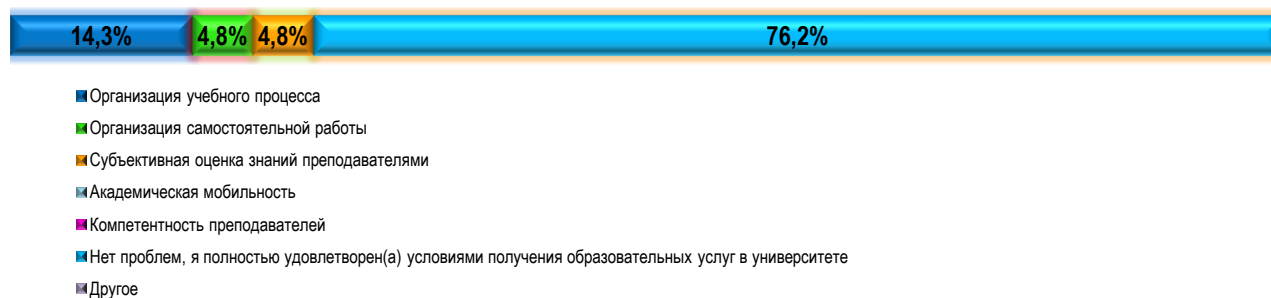 14,3% 4,8% 4,8% 76,2%
Организация учебного процесса
Организация самостоятельной работы
Субъективная оценка знаний преподавателями
Академическая мобильность
Компетентность преподавателей
Нет проблем, я полностью удовлетворен(а) условиями получения образовательных услуг в университете
Другое